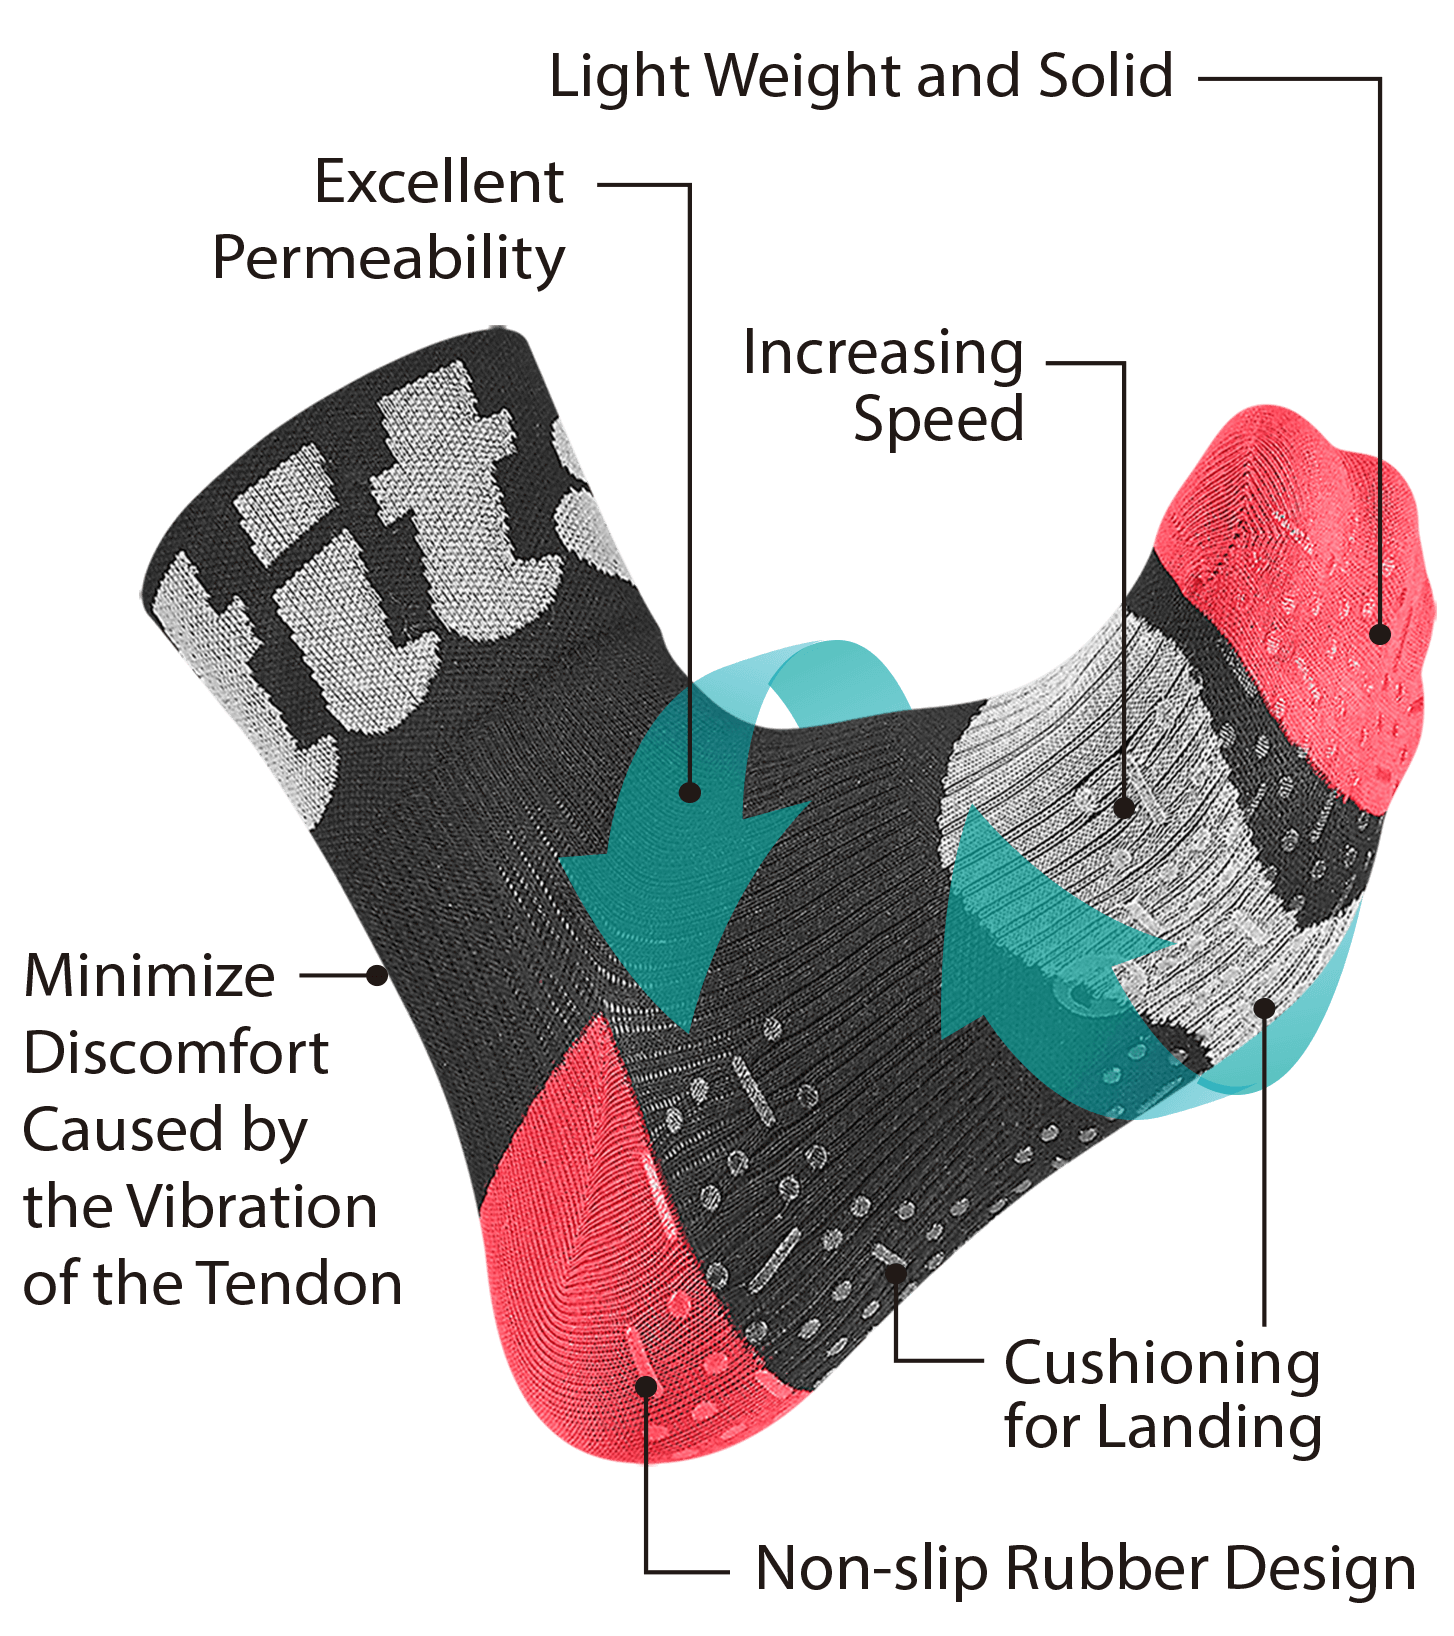 Light Weight and Solid
Excellent
Permeability
Increasing
Speed
Minimize
Discomfort
Caused by
the Vibration
of the Tendon
Cushioning
for Landing
Non-slip Rubber Design